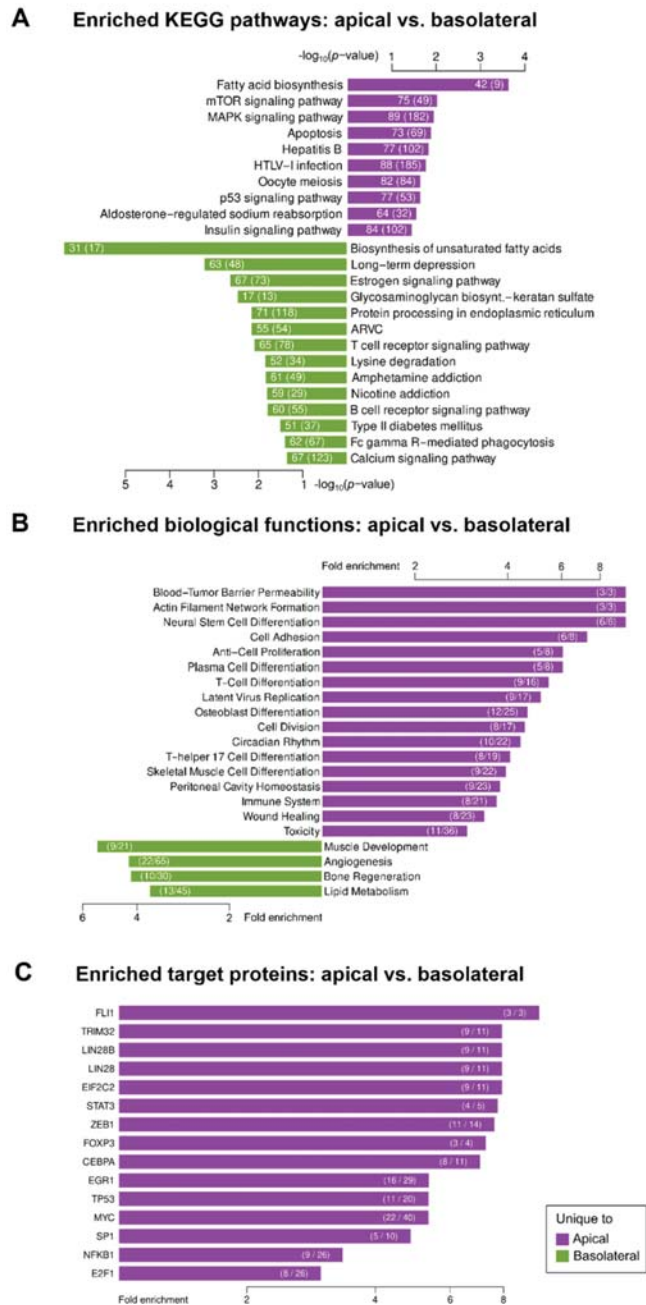 A Enriched KEGG pathways: apical vs. basolateral
-log10(p-value) 1 2 3 4
Fatty acid biosynthesis 42 (9)
mTOR signaling pathway 75 (49)
MAPK signaling pathway 89 (182)
Apoptosis 73 (69)
Hepatitis B 77 (102)
HTLV-I infection 88 (185)
Oocyte meiosis 82 (84)
p53 signaling pathway 77 (53)
Aldosterone-regulated sodium reabsorption 64 (32)
Insulin signaling pathway 84 (102)
31 (17) Biosynthesis of unsaturated fatty acids
63 (48) Long-term depression
67 (73) Estrogen signaling pathway
17 (13) Glycosaminoglycan biosynt.-keratan sulfate
71 (118) Protein processing in endoplasmic reticulum
55 (54) ARVC
65 (78) T cell receptor signaling pathway
52 (34) Lysine degradation
61 (49) Amphetamine addiction
59 (29) Nicotine addiction
60 (55) B cell receptor signaling pathway
51 (37) Type II diabetes mellitus
62 (67) Fc gamma R-mediated phagocytosis
67 (123) Calcium signaling pathway
5 4 3 2 1 -log10(p-value)
B Enriched biological functions: apical vs. basolateral
Fold enrichment 2 4 6 8
Blood-Tumor Barrier Permeability (3/3)
Actin Filament Network Formation (3/3)
Neural Stem Cell Differentiation (6/6)
Cell Adhesion (6/8)
Anti-Cell Proliferation (5/8)
Plasma Cell Differentiation (5/8)
T-Cell Differentiation (9/16)
Latent Virus Replication (9/17)
Osteoblast Differentiation (12/25)
Cell Division (8/17)
Circadian Rhythm (10/22)
T-helper 17 Cell Differentiation (8/19)
Skeletal Muscle Cell Differentiation (9/22)
Peritoneal Cavity Homeostasis (9/23)
Immune System (8/21)
Wound Healing (8/23)
Toxicity (11/36)
(9/21) Muscle Development
(22/65) Angiogenesis
(10/30) Bone Regeneration
(13/45) Lipid Metabolism
6 4 2 Fold enrichment
C Enriched target proteins: apical vs. basolateral
FLI1 (3 / 3)
TRIM32 (9 / 11)
LIN28B (9 / 11)
LIN28 (9 / 11)
EIF2C2 (9 / 11)
STAT3 (4 / 5)
ZEB1 (11 / 14)
FOXP3 (3 / 4)
CEBPA (8 / 11)
EGR1 (16 / 29)
TP53 (11 / 20)
MYC (22 / 40)
SP1 (5 / 10)
NFKB1 (9 / 26)
E2F1 (8 / 26)
Fold enrichment 2 4 6 8
Unique to
Apical
Basolateral